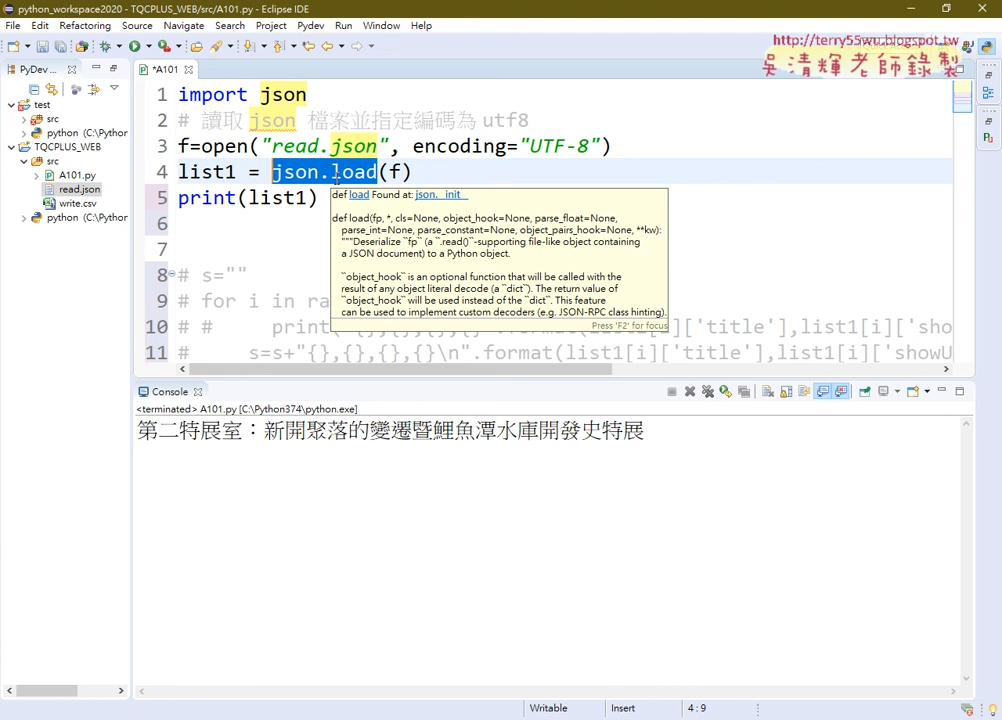 python_workspace2020 - TQCPLUS_WEB/src/A101.py - Eclipse IDE
File Edit Refactoring Source Navigate Search Project Pydev Run Window Help
http://terry55wu.blogspot.tw
吳清輝老師錄製
PyDev...
*A101
test
src
python (C:\Python
TQCPLUS_WEB
src
A101.py
read.json
write.csv
python (C:\Python
1 import json
2 # 讀取 json 檔案並指定編碼為 utf8
3 f=open("read.json", encoding="UTF-8")
4 list1 = json.load(f)
5 print(list1)
6
7
8 # s=""
9 # for i in ra
10 # # print(
['title'],list1[i]['sho
11 # s=s+"{},{},{},{}\n".format(list1[i]['title'],list1[i]['showU
def load Found at: json.__init__
def load(fp, *, cls=None, object_hook=None, parse_float=None,
parse_int=None, parse_constant=None, object_pairs_hook=None, **kw):
"""Deserialize ``fp`` (a ``.read()``-supporting file-like object containing
a JSON document) to a Python object.
``object_hook`` is an optional function that will be called with the
result of any object literal decode (a ``dict``). The return value of
``object_hook`` will be used instead of the ``dict``. This feature
can be used to implement custom decoders (e.g. JSON-RPC class hinting).
Press 'F2' for focus
Console
<terminated> A101.py [C:\Python374\python.exe]
第二特展室：新開聚落的變遷暨鯉魚潭水庫開發史特展
Writable Insert 4 : 9